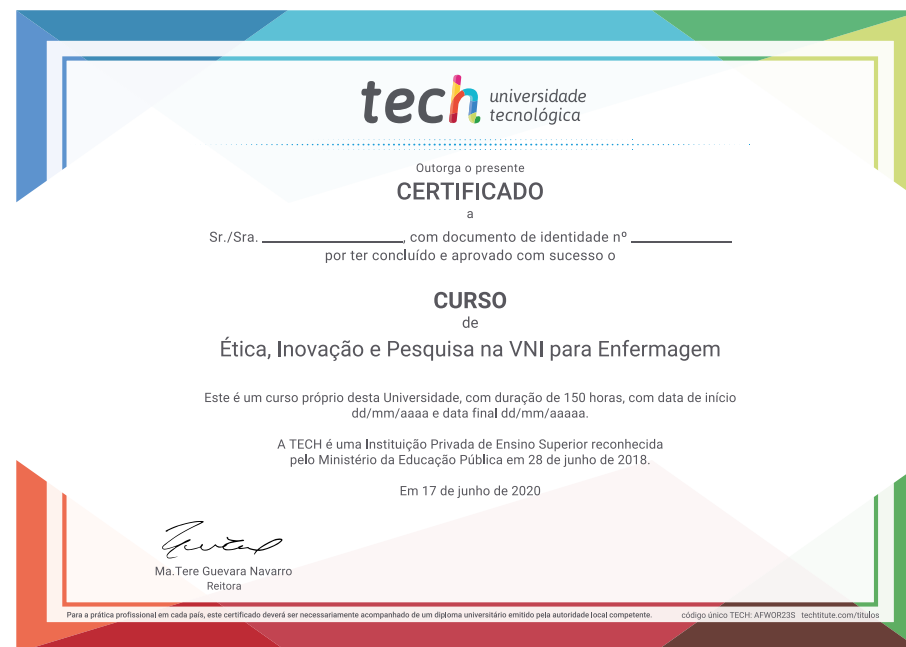 tech universidade
tecnológica
Outorga o presente
CERTIFICADO
a
Sr./Sra. ____________, com documento de identidade nº ____________
por ter concluído e aprovado com sucesso o
CURSO
de
Ética, Inovação e Pesquisa na VNI para Enfermagem
Este é um curso próprio desta Universidade, com duração de 150 horas, com data de início
dd/mm/aaaa e data final dd/mm/aaaaa.
A TECH é uma Instituição Privada de Ensino Superior reconhecida
pelo Ministério da Educação Pública em 28 de junho de 2018.
Em 17 de junho de 2020
Ma.Tere Guevara Navarro
Reitora
Para a prática profissional em cada país, este certificado deverá ser necessariamente acompanhado de um diploma universitário emitido pela autoridade local competente. código único TECH: AFWOR23S techtitute.com/titulos